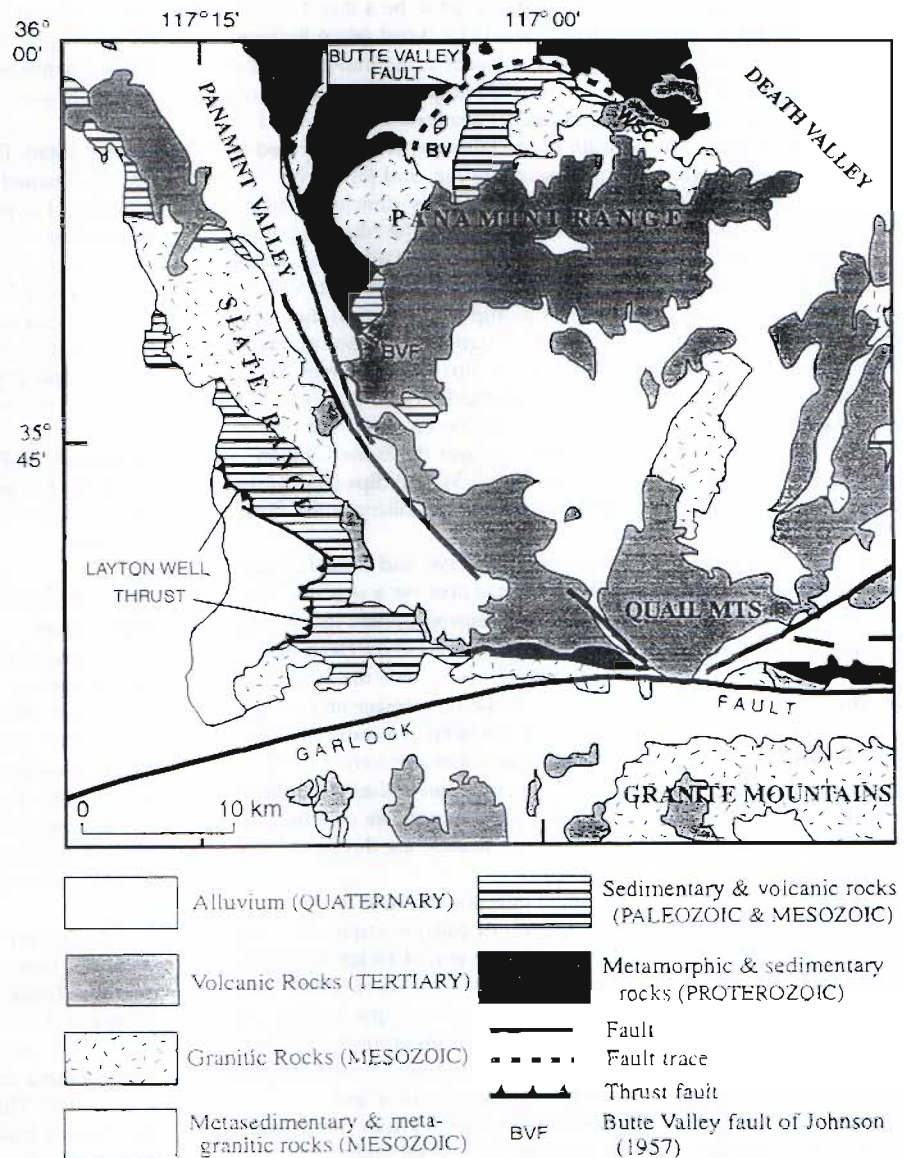 117° 15'
117° 00'
36°
00'
BUTTE VALLEY
FAULT
PANAMINT VALLEY
DEATH VALLEY
WSC
BV
PANAMINT RANGE
SLATE RANGE
BVF
35°
45'
LAYTON WELL
THRUST
QUAIL MTS
GARLOCK
FAULT
0 10 km
GRANITE MOUNTAINS
Alluvium (QUATERNARY)
Volcanic Rocks (TERTIARY)
Granitic Rocks (MESOZOIC)
Metasedimentary & meta-
granitic rocks (MESOZOIC)
Sedimentary & volcanic rocks
(PALEOZOIC & MESOZOIC)
Metamorphic & sedimentary
rocks (PROTEROZOIC)
Fault
Fault trace
Thrust fault
BVF Butte Valley fault of Johnson
(1957)